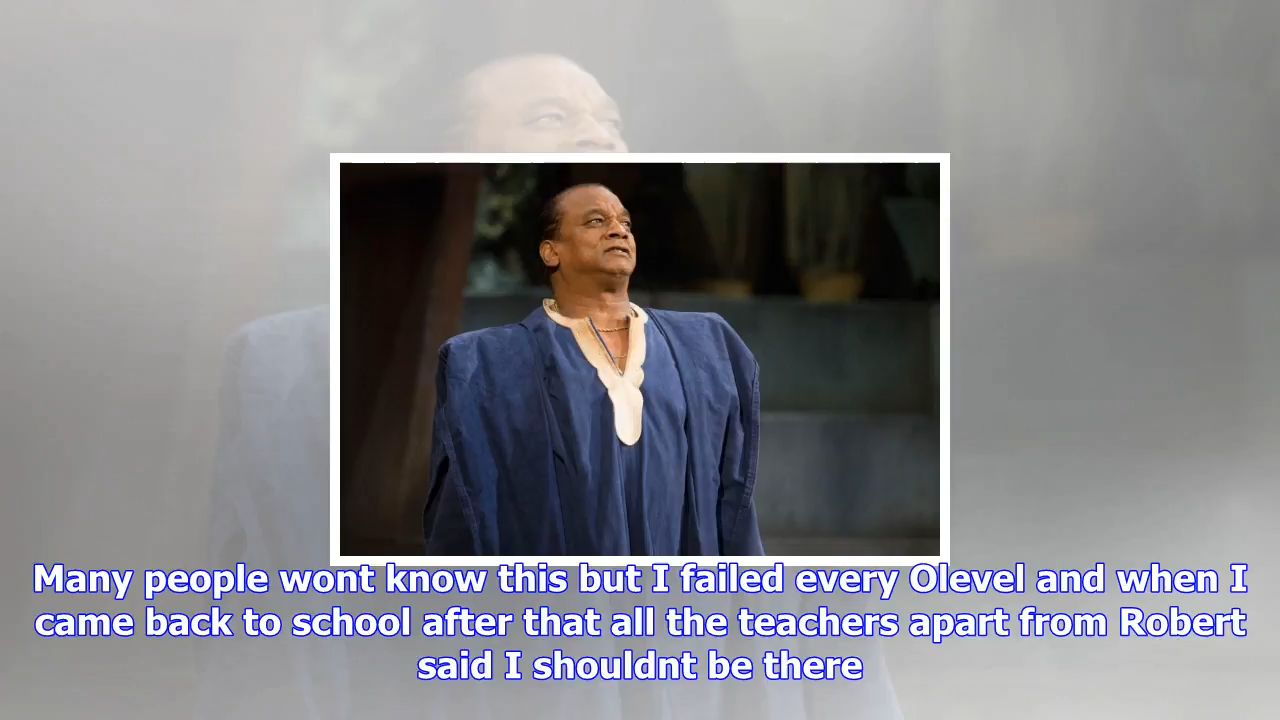 Many people wont know this but I failed every Olevel and when I
came back to school after that all the teachers apart from Robert
said I shouldnt be there